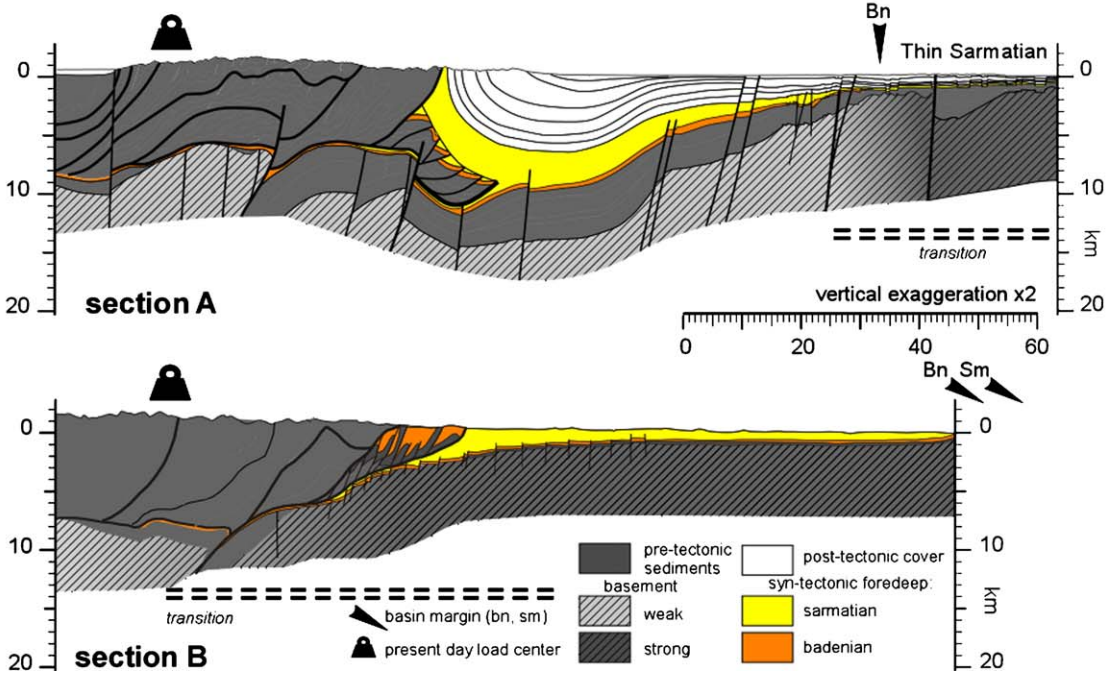 Bn
Thin Sarmatian
0
0
10
10
km
transition
20
20
section A
vertical exaggeration x2
0 20 40 60
Bn Sm
0
0
10
10
km
transition
20
20
section B
basin margin (bn, sm)
present day load center
pre-tectonic
sediments
basement
weak
strong
post-tectonic cover
syn-tectonic foredeep:
sarmatian
badenian